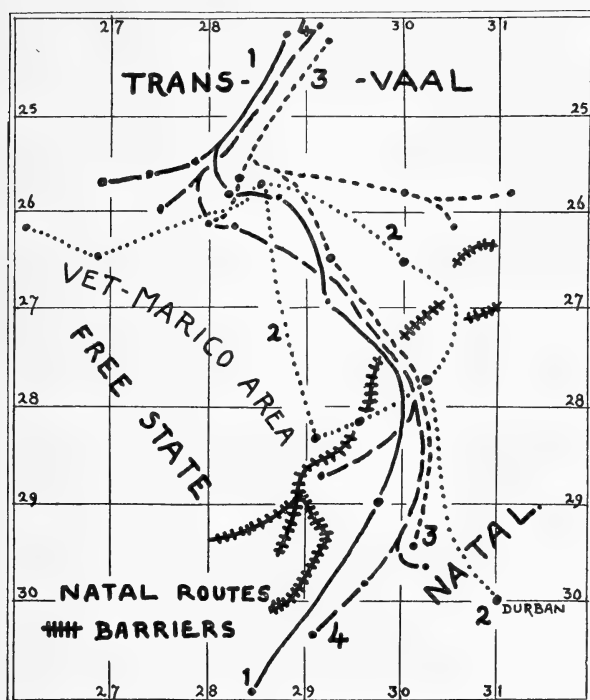 27 28 29 30 31
1 4
TRANS- 3 -VAAL
25 25
26 26
2
27 27
VET-MARICO AREA
2
FREE STATE
28 28
29 29
3
NATAL.
30 30
NATAL ROUTES
BARRIERS
2 DURBAN
4
1
27 28 29 30 31